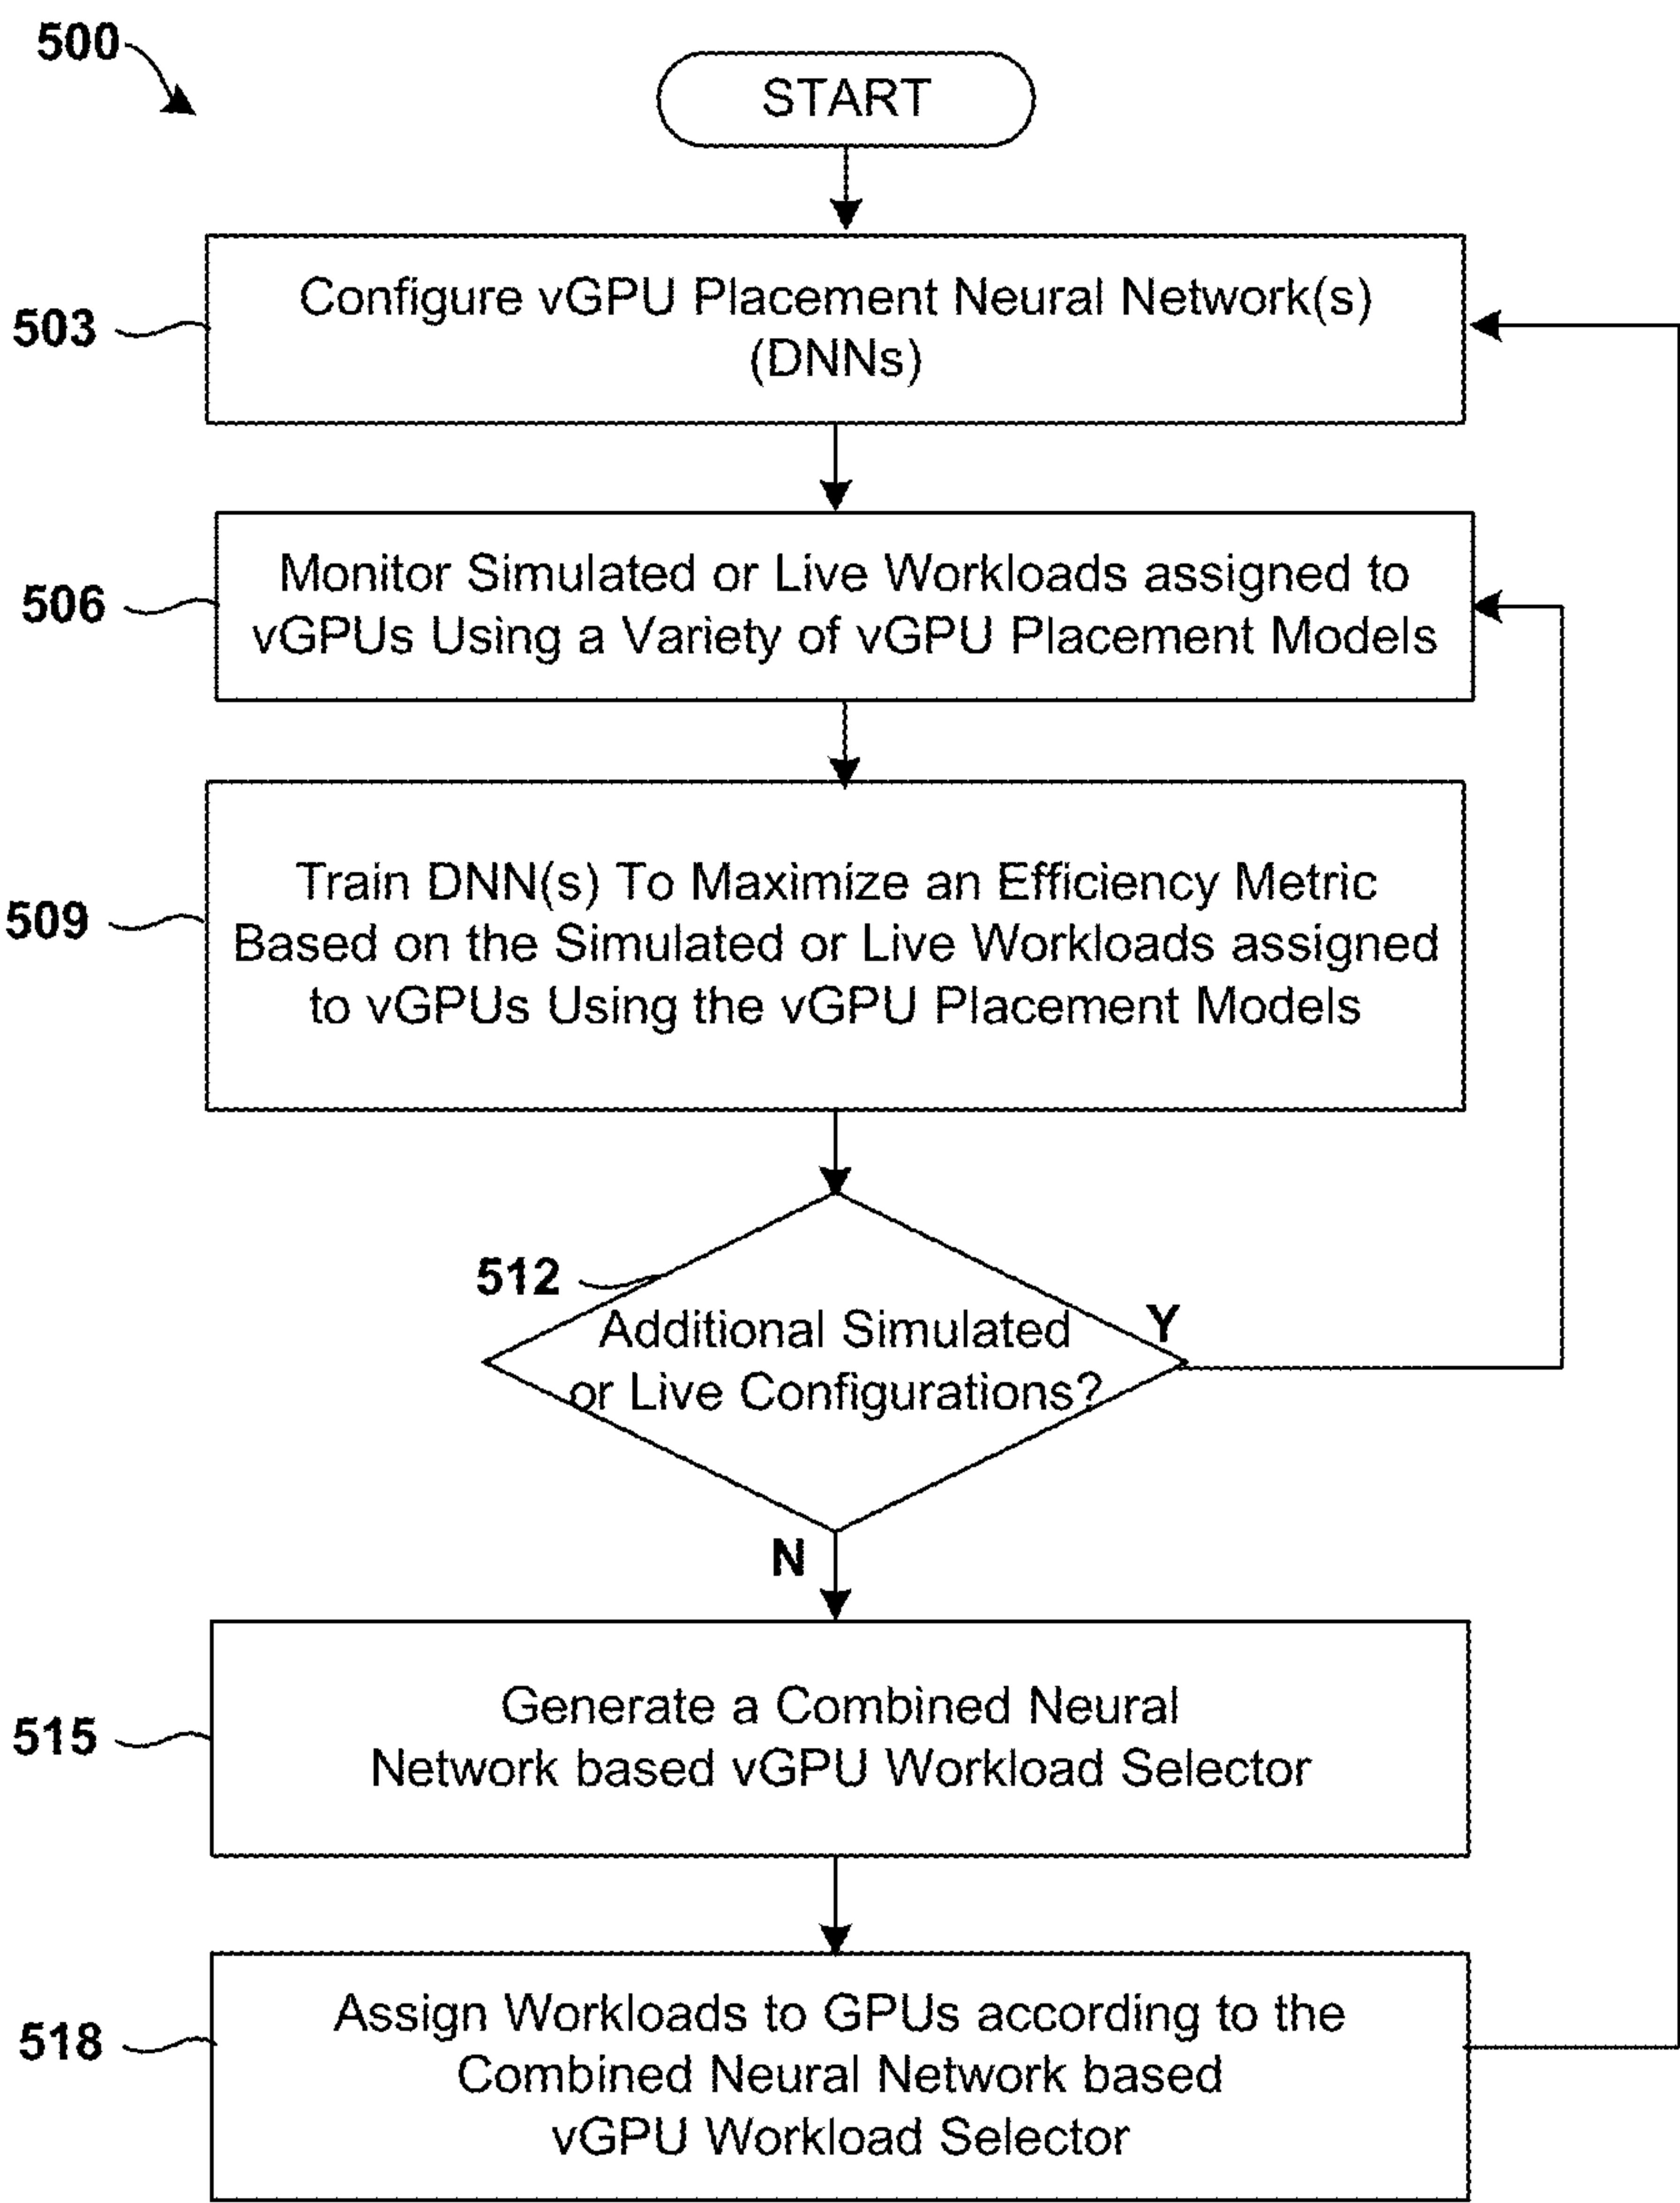 500
START
503
Configure vGPU Placement Neural Network(s)
(DNNs)
506
Monitor Simulated or Live Workloads assigned to
vGPUs Using a Variety of vGPU Placement Models
509
Train DNN(s) To Maximize an Efficiency Metric
Based on the Simulated or Live Workloads assigned
to vGPUs Using the vGPU Placement Models
512
Additional Simulated
or Live Configurations?
Y
N
515
Generate a Combined Neural
Network based vGPU Workload Selector
518
Assign Workloads to GPUs according to the
Combined Neural Network based
vGPU Workload Selector